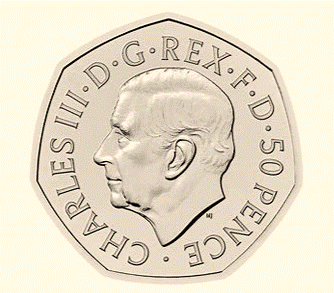 CHARLES III · D · G · REX · F · D · 50 PENCE ·
MJ